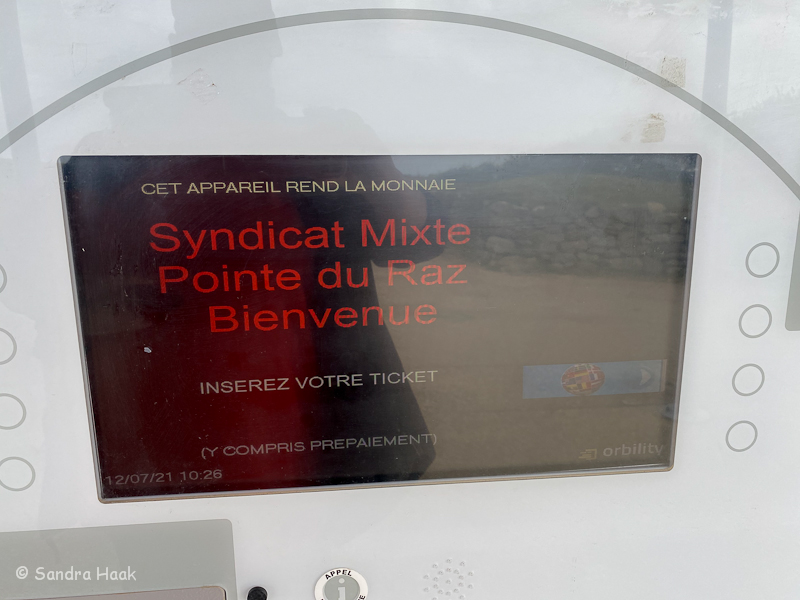 CET APPAREIL REND LA MONNAIE
Syndicat Mixte
Pointe du Raz
Bienvenue
INSEREZ VOTRE TICKET
(Y COMPRIS PREPAIEMENT)
orbility
12/07/21 10:26
© Sandra Haak
APPEL
i